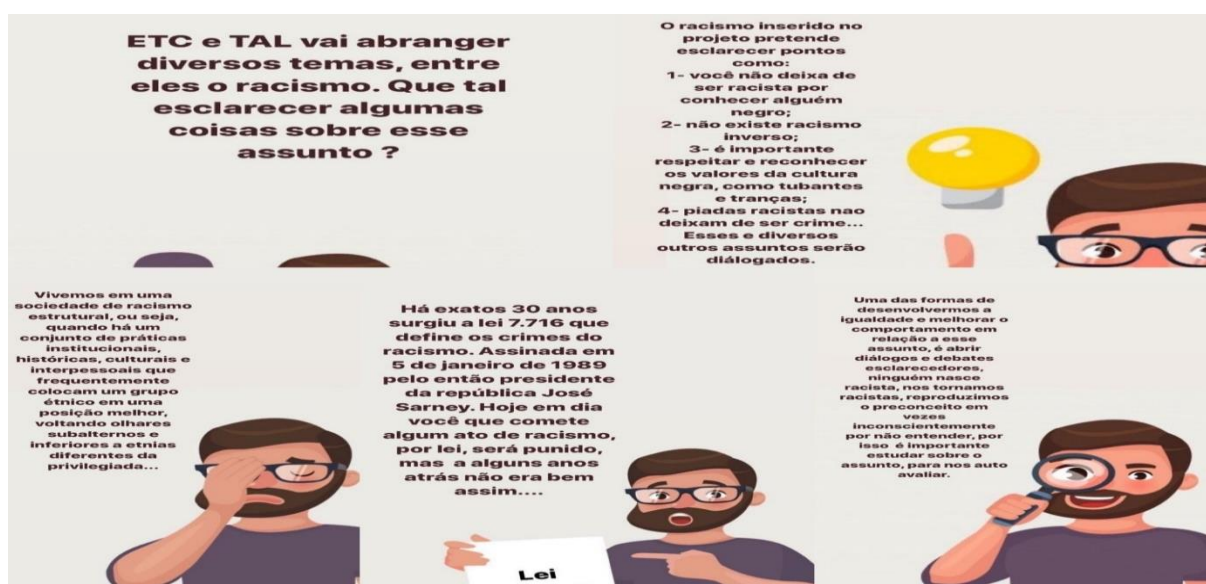 ETC e TAL vai abranger
diversos temas, entre
eles o racismo. Que tal
esclarecer algumas
coisas sobre esse
assunto ?
O racismo inserido no
projeto pretende
esclarecer pontos
como:
1- você não deixa de
ser racista por
conhecer alguém
negro;
2- não existe racismo
inverso;
3- é importante
respeitar e reconhecer
os valores da cultura
negra, como tubantes
e tranças;
4- piadas racistas nao
deixam de ser crime...
Esses e diversos
outros assuntos serão
diálogados.
Vivemos em uma
sociedade de racismo
estrutural, ou seja,
quando há um
conjunto de práticas
institucionais,
históricas, culturais e
interpessoais que
frequentemente
colocam um grupo
étnico em uma
posição melhor,
voltando olhares
subalternos e
inferiores a etnias
diferentes da
privilegiada...
Há exatos 30 anos
surgiu a lei 7.716 que
define os crimes do
racismo. Assinada em
5 de janeiro de 1989
pelo então presidente
da república José
Sarney. Hoje em dia
você que comete
algum ato de racismo,
por lei, será punido,
mas a alguns anos
atrás não era bem
assim....
Lei
Uma das formas de
desenvolvermos a
igualdade e melhorar o
comportamento em
relação a esse
assunto, é abrir
diálogos e debates
esclarecedores,
ninguém nasce
racista, nos tornamos
racistas, reproduzimos
o preconceito em
vezes
inconscientemente
por não entender, por
isso é importante
estudar sobre o
assunto, para nos auto
avaliar.